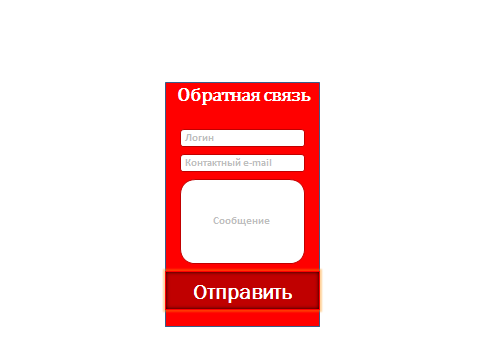 Обратная связь
Логин
Контактный e-mail
Сообщение
Отправить